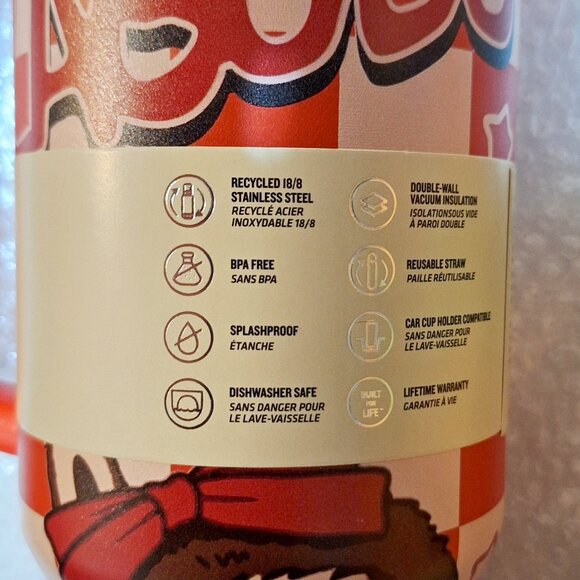 RECYCLED 18/8
STAINLESS STEEL
RECYCLÉ ACIER
INOXYDABLE 18/8
BPA FREE
SANS BPA
SPLASHPROOF
ÉTANCHE
DISHWASHER SAFE
SANS DANGER POUR
LE LAVE-VAISSELLE
DOUBLE-WALL
VACUUM INSULATION
ISOLATIONSOUS VIDE
À PAROI DOUBLE
REUSABLE STRAW
PAILLE RÉUTILISABLE
CAR CUP HOLDER COMPATIBLE
SANS DANGER POUR
LE LAVE-VAISSELLE
BUILT
FOR
LIFE™
LIFETIME WARRANTY
GARANTIE À VIE